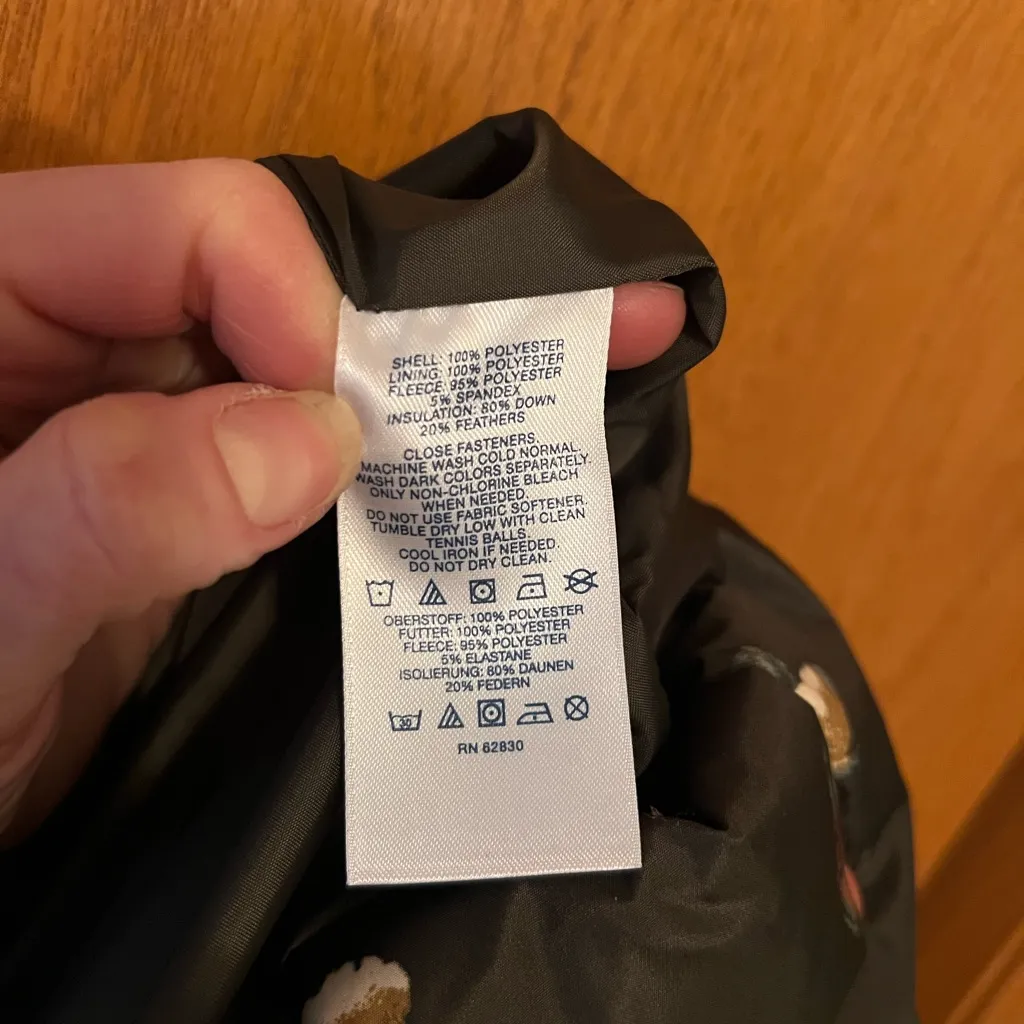 SHELL: 100% POLYESTER
LINING: 100% POLYESTER
FLEECE: 95% POLYESTER
5% SPANDEX
INSULATION: 80% DOWN
20% FEATHERS
CLOSE FASTENERS.
MACHINE WASH COLD NORMAL.
WASH DARK COLORS SEPARATELY.
ONLY NON-CHLORINE BLEACH
WHEN NEEDED.
DO NOT USE FABRIC SOFTENER.
TUMBLE DRY LOW WITH CLEAN
TENNIS BALLS.
COOL IRON IF NEEDED.
DO NOT DRY CLEAN.
OBERSTOFF: 100% POLYESTER
FUTTER: 100% POLYESTER
FLEECE: 95% POLYESTER
5% ELASTANE
ISOLIERUNG: 80% DAUNEN
20% FEDERN
30
RN 62830